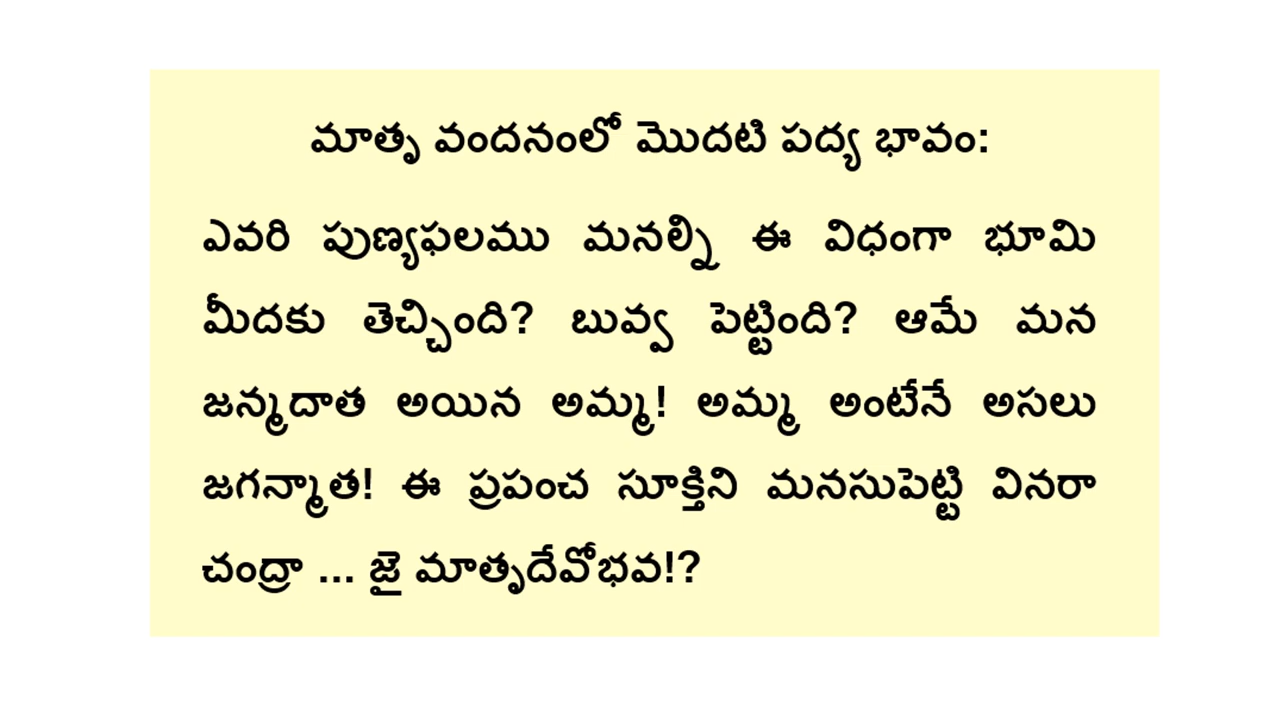 మాతృ వందనంలో మొదటి పద్య భావం:
ఎవరి పుణ్యఫలము మనల్ని ఈ విధంగా భూమి
మీదకు తెచ్చింది? బువ్వ పెట్టింది? ఆమే మన
జన్మదాత అయిన అమ్మ! అమ్మ అంటేనే అసలు
జగన్మాత! ఈ ప్రపంచ సూక్తిని మనసుపెట్టి వినరా
చంద్రా ... జై మాతృదేవోభవ!?